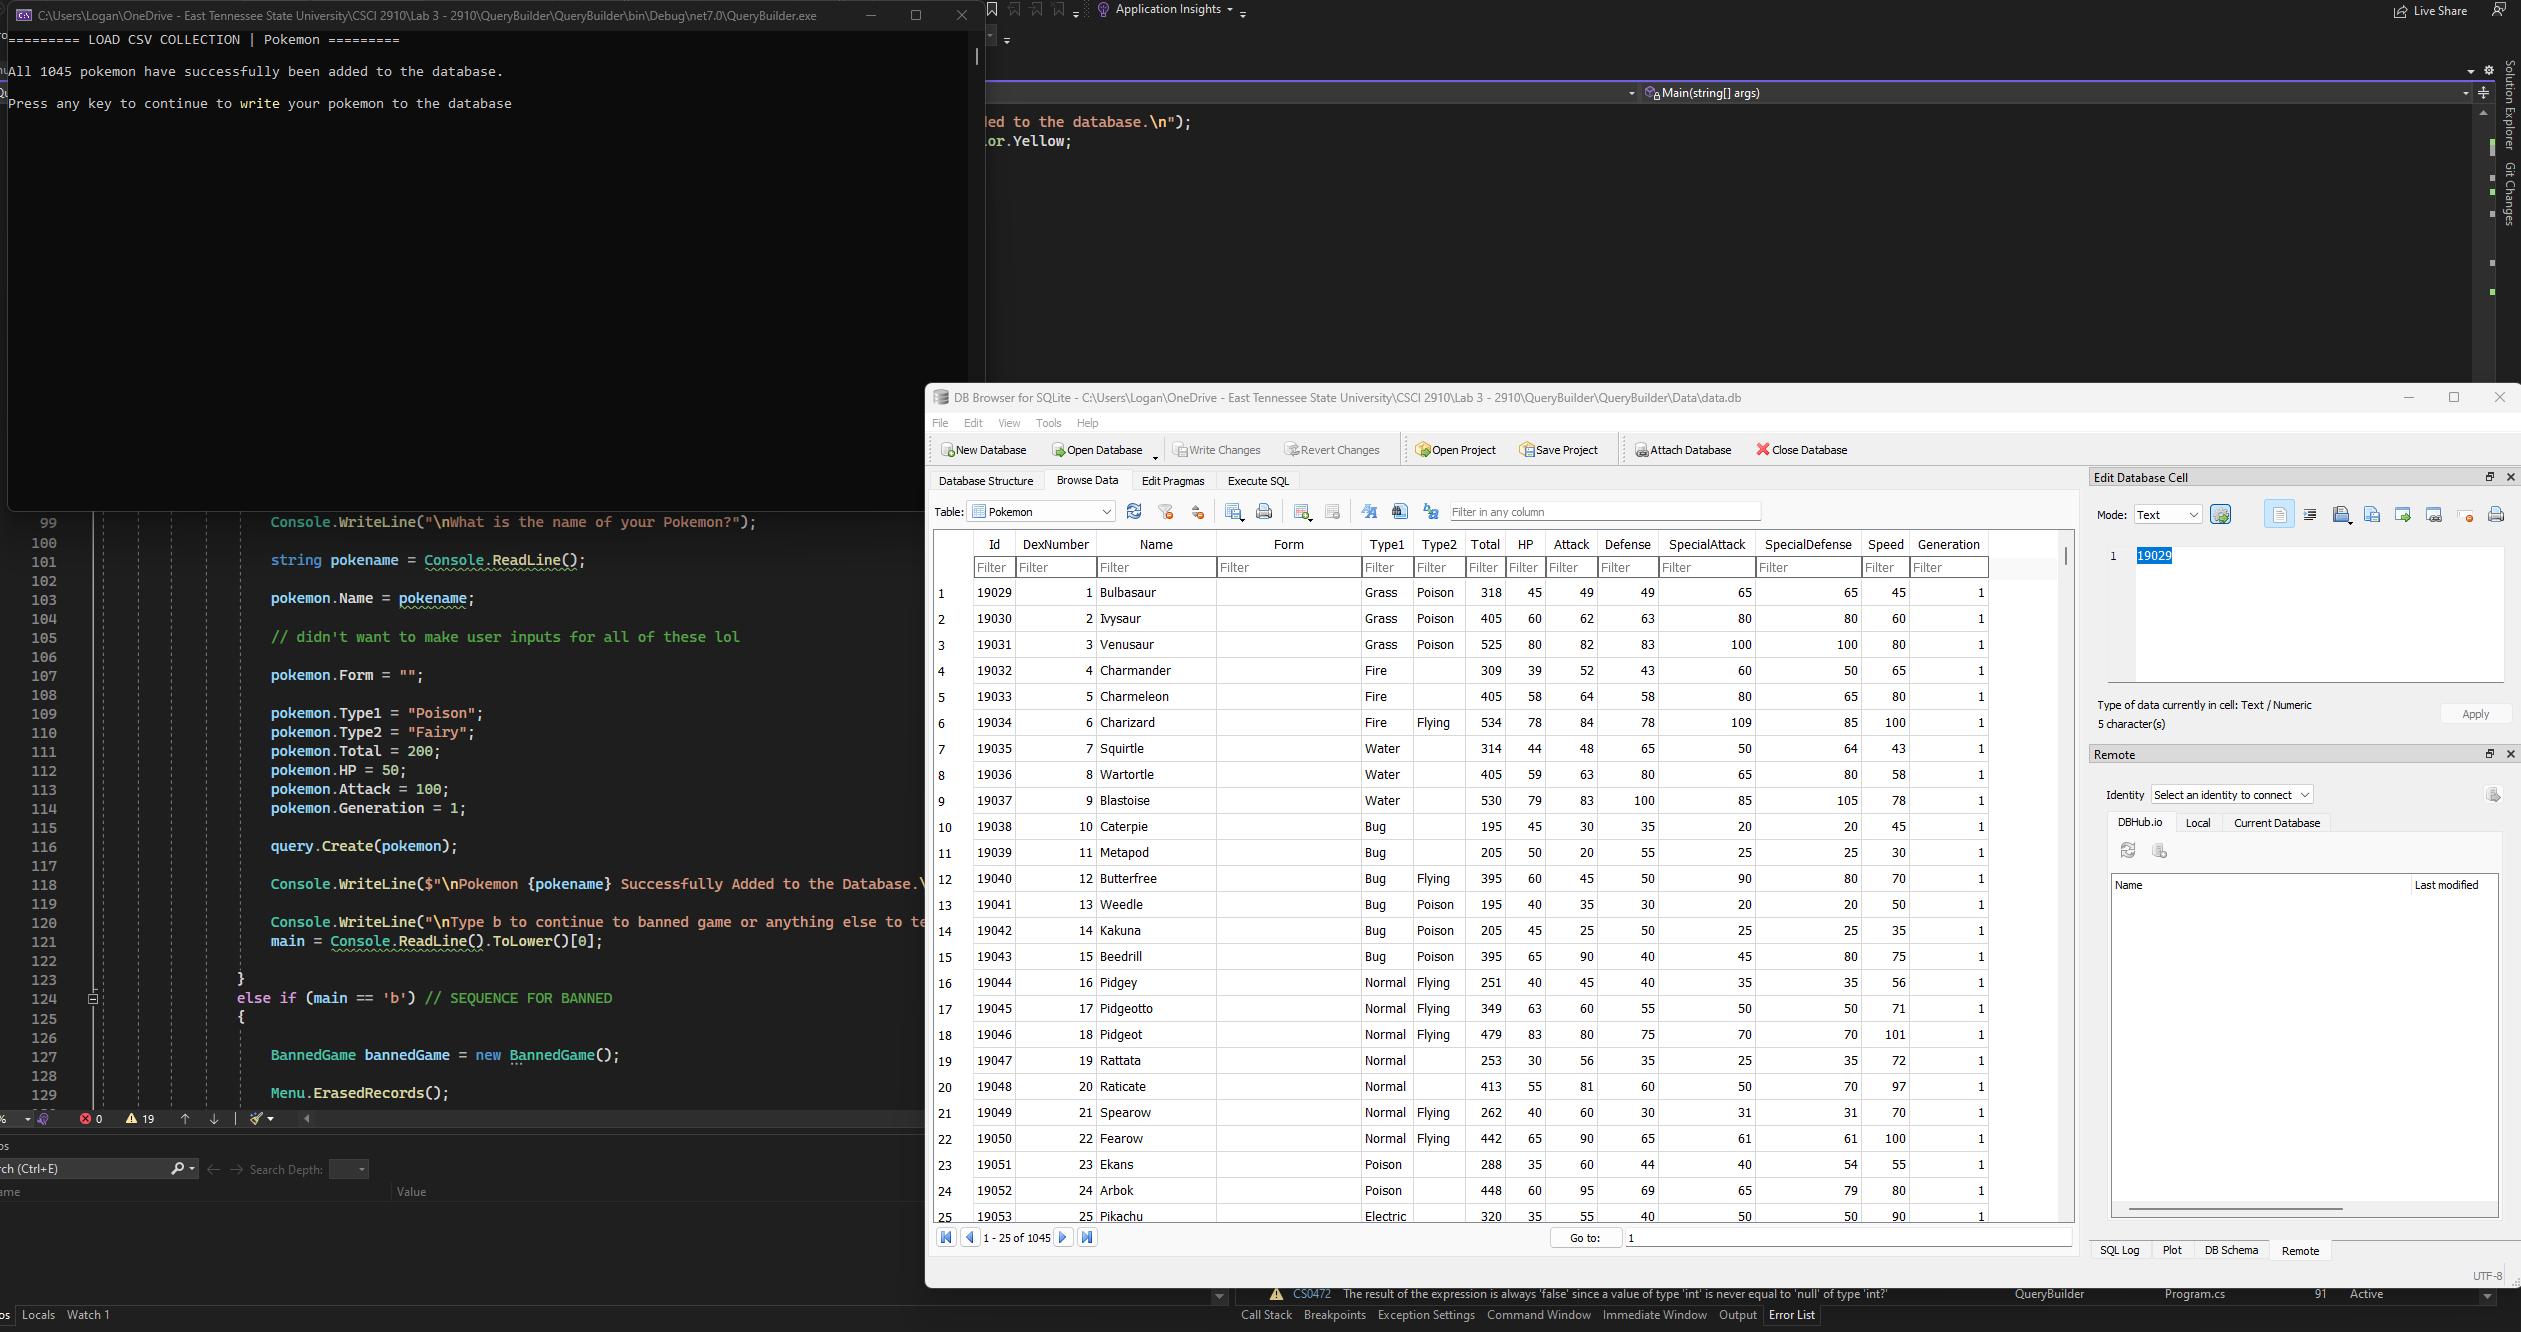 C:\Users\Logan\OneDrive - East Tennessee State University\CSCI 2910\Lab 3 - 2910\QueryBuilder\QueryBuilder\bin\Debug\net7.0\QueryBuilder.exe
========= LOAD CSV COLLECTION | Pokemon =========
All 1045 pokemon have successfully been added to the database.
Press any key to continue to write your pokemon to the database
Application Insights
Live Share
Main(string[] args)
Solution Explorer
Git Changes
ded to the database.\n");
or.Yellow;
99 Console.WriteLine("\nWhat is the name of your Pokemon?");
100
101 string pokename = Console.ReadLine();
102
103 pokemon.Name = pokename;
104
105 // didn't want to make user inputs for all of these lol
106
107 pokemon.Form = "";
108
109 pokemon.Type1 = "Poison";
110 pokemon.Type2 = "Fairy";
111 pokemon.Total = 200;
112 pokemon.HP = 50;
113 pokemon.Attack = 100;
114 pokemon.Generation = 1;
115
116 query.Create(pokemon);
117
118 Console.WriteLine($"\nPokemon {pokename} Successfully Added to the Database.\
119
120 Console.WriteLine("\nType b to continue to banned game or anything else to te
121 main = Console.ReadLine().ToLower()[0];
122
123 }
124 else if (main == 'b') // SEQUENCE FOR BANNED
125 {
126
127 BannedGame bannedGame = new BannedGame();
128
129 Menu.ErasedRecords();
% 0 19
os
rch (Ctrl+E) Search Depth:
ame Value
os Locals Watch 1
DB Browser for SQLite - C:\Users\Logan\OneDrive - East Tennessee State University\CSCI 2910\Lab 3 - 2910\QueryBuilder\QueryBuilder\Data\data.db
File Edit View Tools Help
New Database Open Database Write Changes Revert Changes Open Project Save Project Attach Database Close Database
Database Structure Browse Data Edit Pragmas Execute SQL
Table: Pokemon Filter in any column
Id DexNumber Name Form Type1 Type2 Total HP Attack Defense SpecialAttack SpecialDefense Speed Generation
Filter Filter Filter Filter Filter Filter Filter Filter Filter Filter Filter Filter Filter Filter
1 19029 1 Bulbasaur Grass Poison 318 45 49 49 65 65 45 1
2 19030 2 Ivysaur Grass Poison 405 60 62 63 80 80 60 1
3 19031 3 Venusaur Grass Poison 525 80 82 83 100 100 80 1
4 19032 4 Charmander Fire 309 39 52 43 60 50 65 1
5 19033 5 Charmeleon Fire 405 58 64 58 80 65 80 1
6 19034 6 Charizard Fire Flying 534 78 84 78 109 85 100 1
7 19035 7 Squirtle Water 314 44 48 65 50 64 43 1
8 19036 8 Wartortle Water 405 59 63 80 65 80 58 1
9 19037 9 Blastoise Water 530 79 83 100 85 105 78 1
10 19038 10 Caterpie Bug 195 45 30 35 20 20 45 1
11 19039 11 Metapod Bug 205 50 20 55 25 25 30 1
12 19040 12 Butterfree Bug Flying 395 60 45 50 90 80 70 1
13 19041 13 Weedle Bug Poison 195 40 35 30 20 20 50 1
14 19042 14 Kakuna Bug Poison 205 45 25 50 25 25 35 1
15 19043 15 Beedrill Bug Poison 395 65 90 40 45 80 75 1
16 19044 16 Pidgey Normal Flying 251 40 45 40 35 35 56 1
17 19045 17 Pidgeotto Normal Flying 349 63 60 55 50 50 71 1
18 19046 18 Pidgeot Normal Flying 479 83 80 75 70 70 101 1
19 19047 19 Rattata Normal 253 30 56 35 25 35 72 1
20 19048 20 Raticate Normal 413 55 81 60 50 70 97 1
21 19049 21 Spearow Normal Flying 262 40 60 30 31 31 70 1
22 19050 22 Fearow Normal Flying 442 65 90 65 61 61 100 1
23 19051 23 Ekans Poison 288 35 60 44 40 54 55 1
24 19052 24 Arbok Poison 448 60 95 69 65 79 80 1
25 19053 25 Pikachu Electric 320 35 55 40 50 50 90 1
1 - 25 of 1045 Go to: 1
Edit Database Cell
Mode: Text
1 19029
Type of data currently in cell: Text / Numeric
5 character(s)
Apply
Remote
Identity Select an identity to connect
DBHub.io Local Current Database
Name Last modified
SQL Log Plot DB Schema Remote
UTF-8
CS0472 The result of the expression is always 'false' since a value of type 'int' is never equal to 'null' of type 'int?' QueryBuilder Program.cs 91 Active
Call Stack Breakpoints Exception Settings Command Window Immediate Window Output Error List